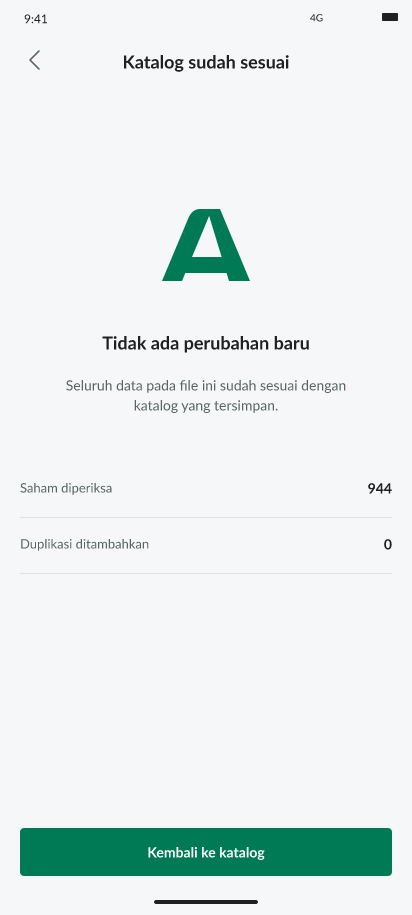 9:41
4G
Katalog sudah sesuai
A
Tidak ada perubahan baru
Seluruh data pada file ini sudah sesuai dengan
katalog yang tersimpan.
Saham diperiksa 944
Duplikasi ditambahkan 0
Kembali ke katalog